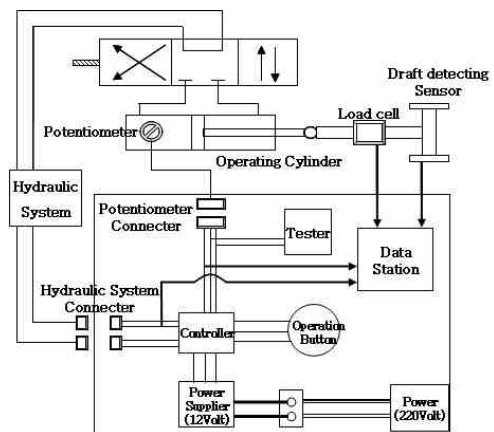 Draft detecting
Sensor
Load cell
Potentiometer
Operating Cylinder
Hydraulic
System
Potentiometer
Connecter
Tester
Data
Station
Hydraulic System
Connecter
Controller
Operation
Button
Power
Supplier
(12Volt)
Power
(220Volt)